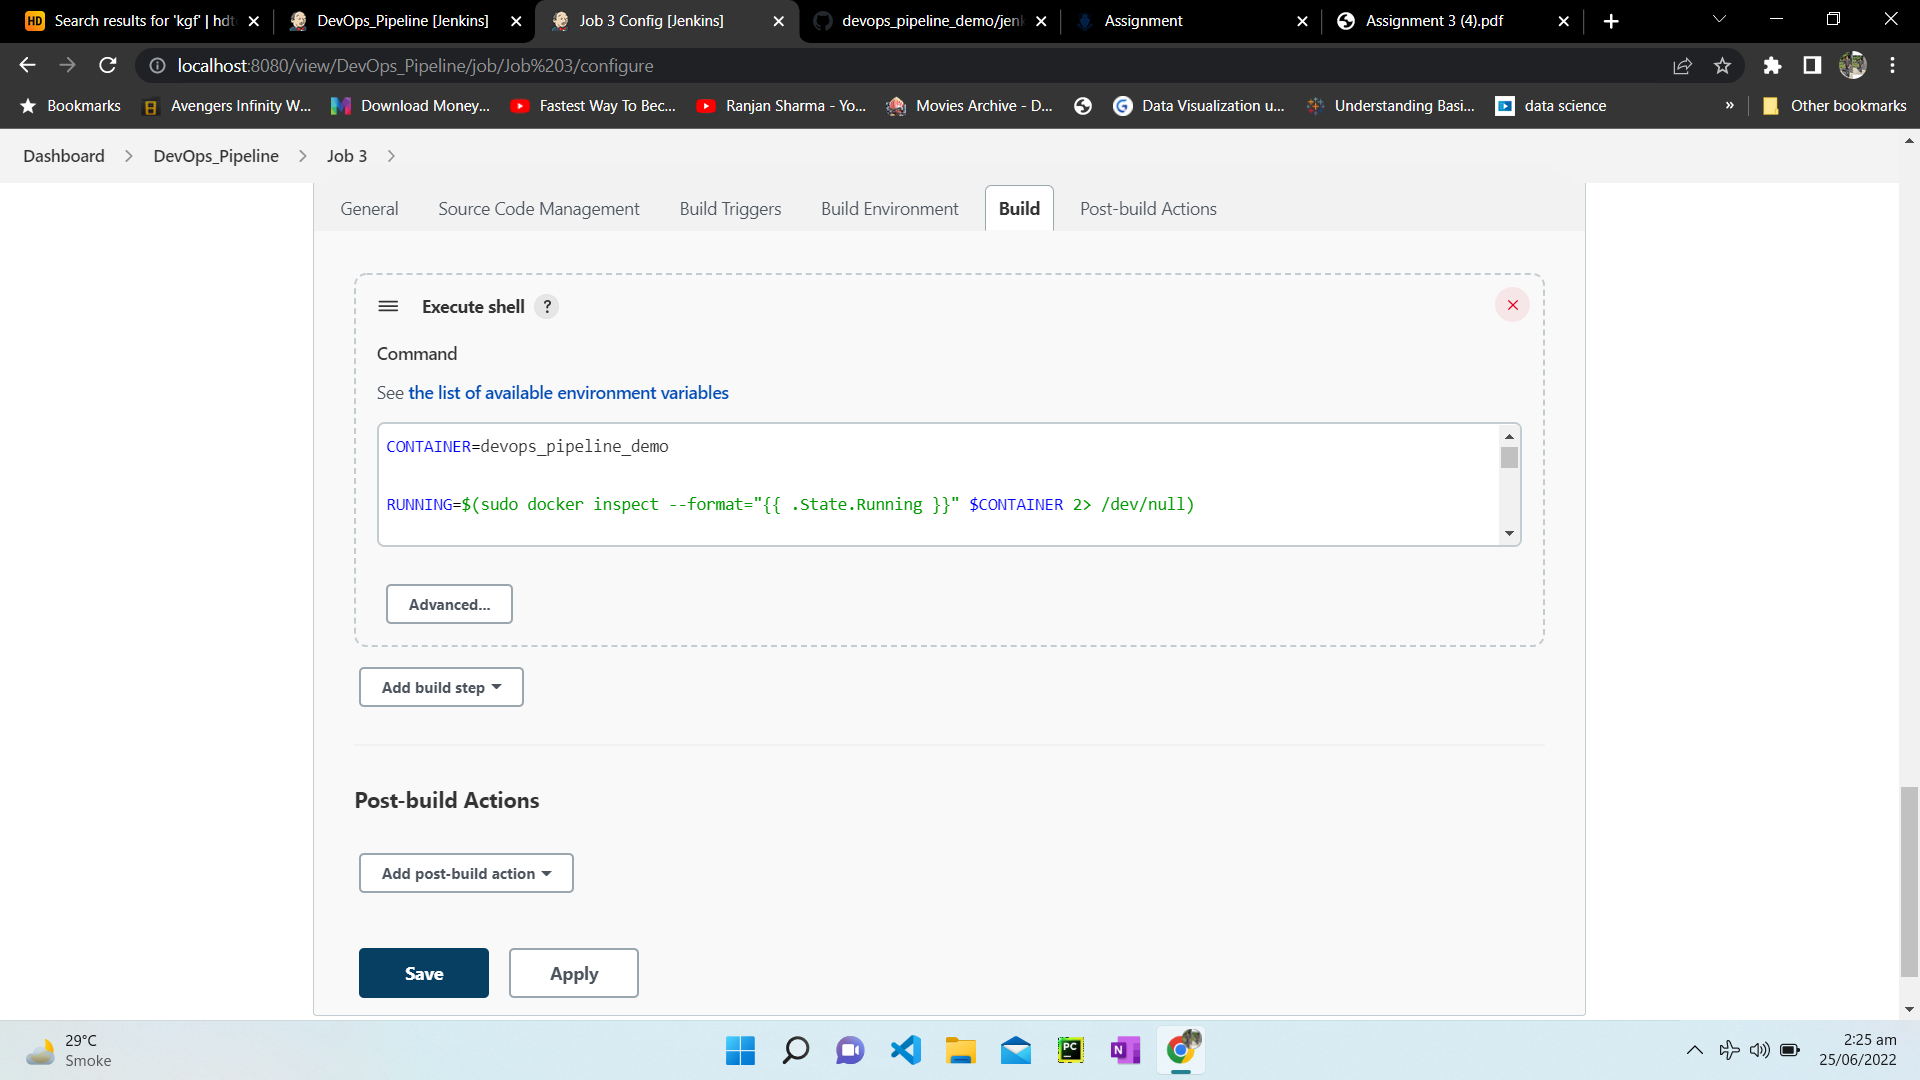 Search results for 'kgf' | hdt
DevOps_Pipeline [Jenkins]
Job 3 Config [Jenkins]
devops_pipeline_demo/jenk
Assignment
Assignment 3 (4).pdf
localhost:8080/view/DevOps_Pipeline/job/Job%203/configure
Bookmarks
Avengers Infinity W...
Download Money...
Fastest Way To Bec...
Ranjan Sharma - Yo...
Movies Archive - D...
Data Visualization u...
Understanding Basi...
data science
»
Other bookmarks
Dashboard
DevOps_Pipeline
Job 3
General
Source Code Management
Build Triggers
Build Environment
Build
Post-build Actions
Execute shell ?
Command
See the list of available environment variables
CONTAINER=devops_pipeline_demo
RUNNING=$(sudo docker inspect --format="{{ .State.Running }}" $CONTAINER 2> /dev/null)
Advanced...
Add build step
Post-build Actions
Add post-build action
Save
Apply
29°C
Smoke
2:25 am
25/06/2022